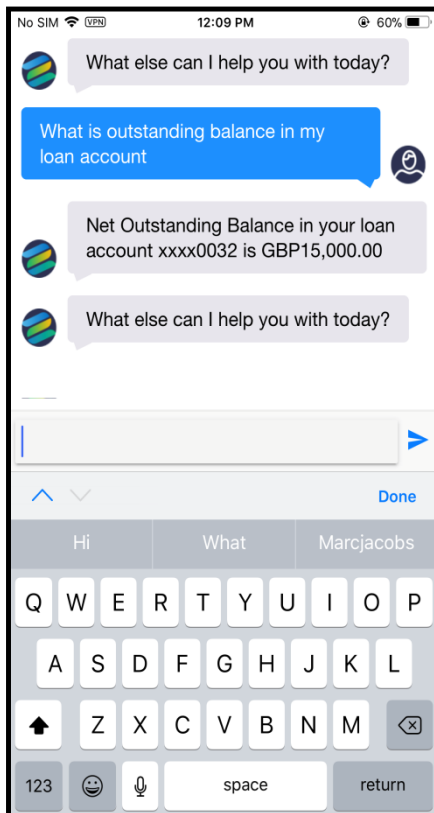 No SIM VPN 12:09 PM 60%
What else can I help you with today?
What is outstanding balance in my
loan account
Net Outstanding Balance in your loan
account xxxx0032 is GBP15,000.00
What else can I help you with today?
Done
Hi What Marcjacobs
Q W E R T Y U I O P
A S D F G H J K L
Z X C V B N M
123 space return